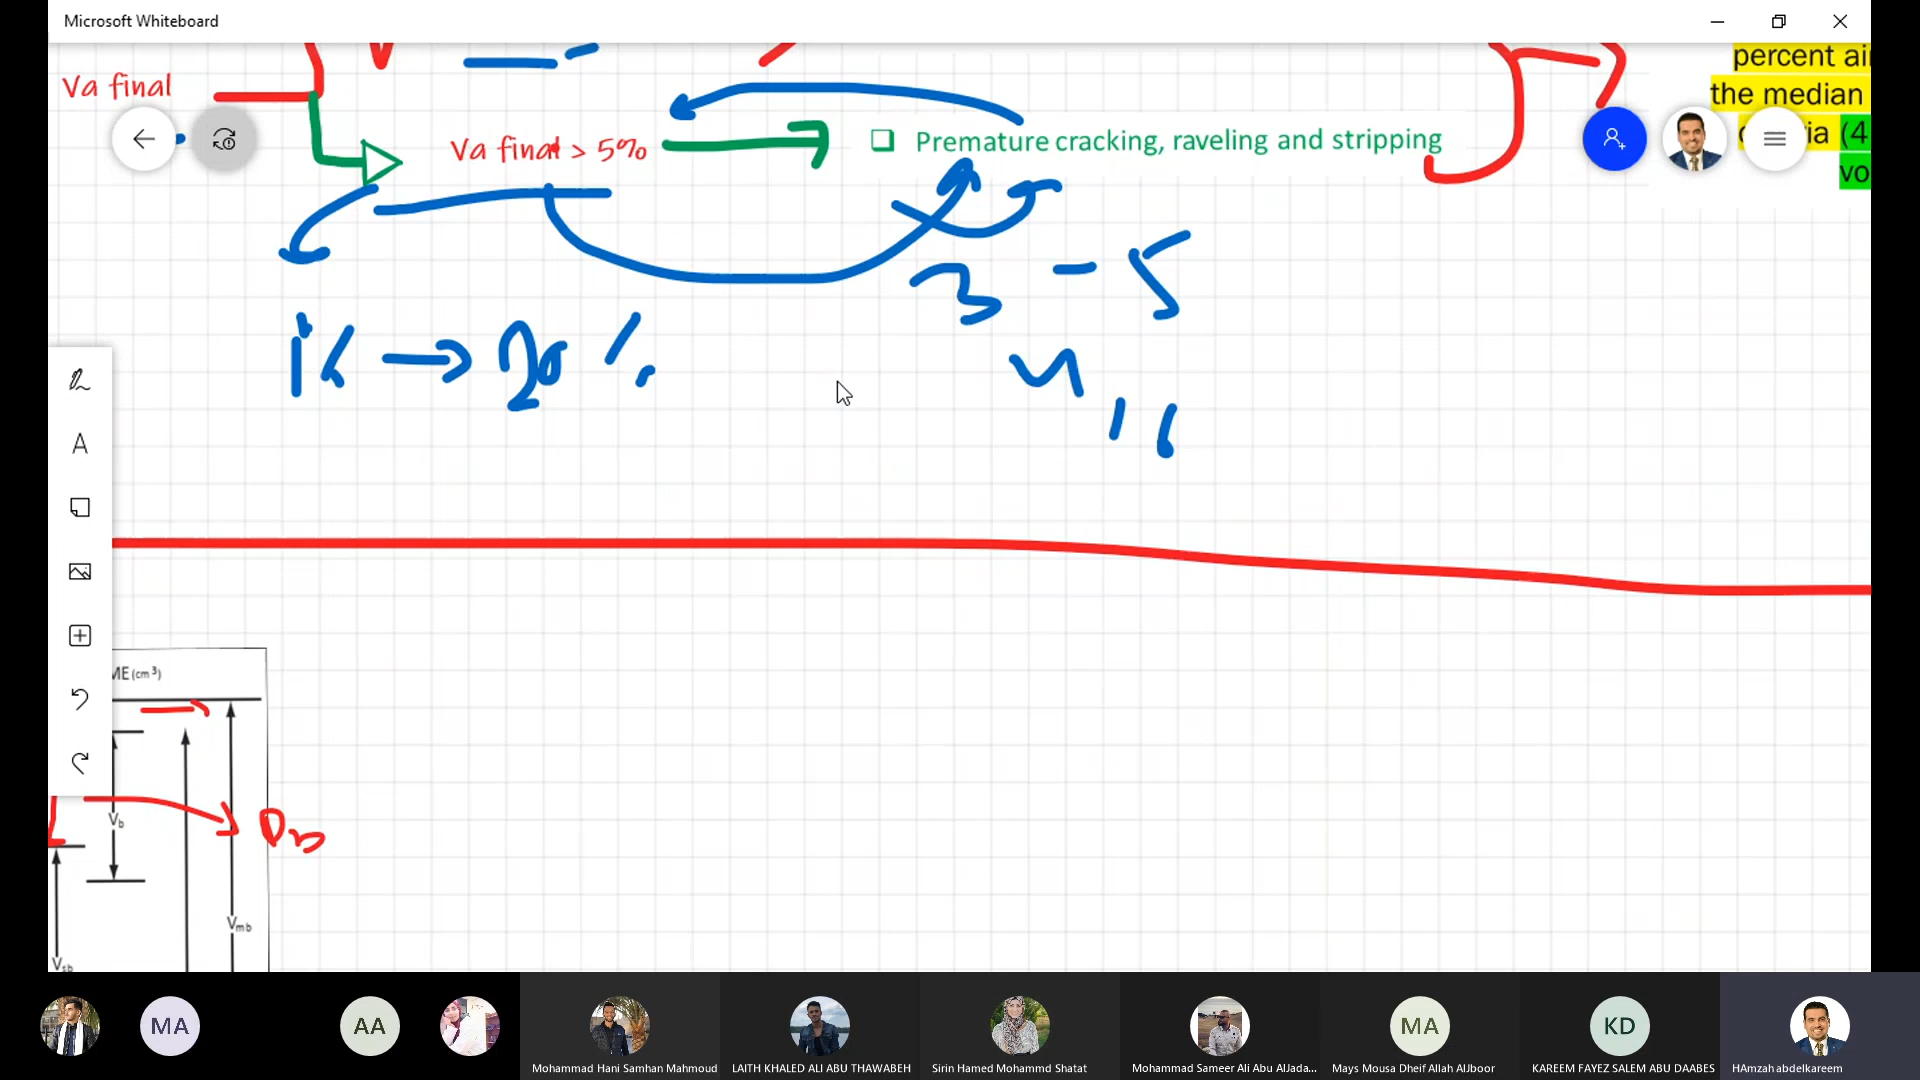 Microsoft Whiteboard
percent ai
Va final
the median
ia (4
vo
Va final > 5%
❑ Premature cracking, raveling and stripping
3 - 5
→ 20 %
4
ME (cm³)
Vb
Pb
Vmb
Vsb
MA
AA
MA
KD
Mohammad Hani Samhan Mahmoud
LAITH KHALED ALI ABU THAWABEH
Sirin Hamed Mohammd Shatat
Mohammad Sameer Ali Abu AlJada...
Mays Mousa Dheif Allah AlJboor
KAREEM FAYEZ SALEM ABU DAABES
HAmzah abdelkareem